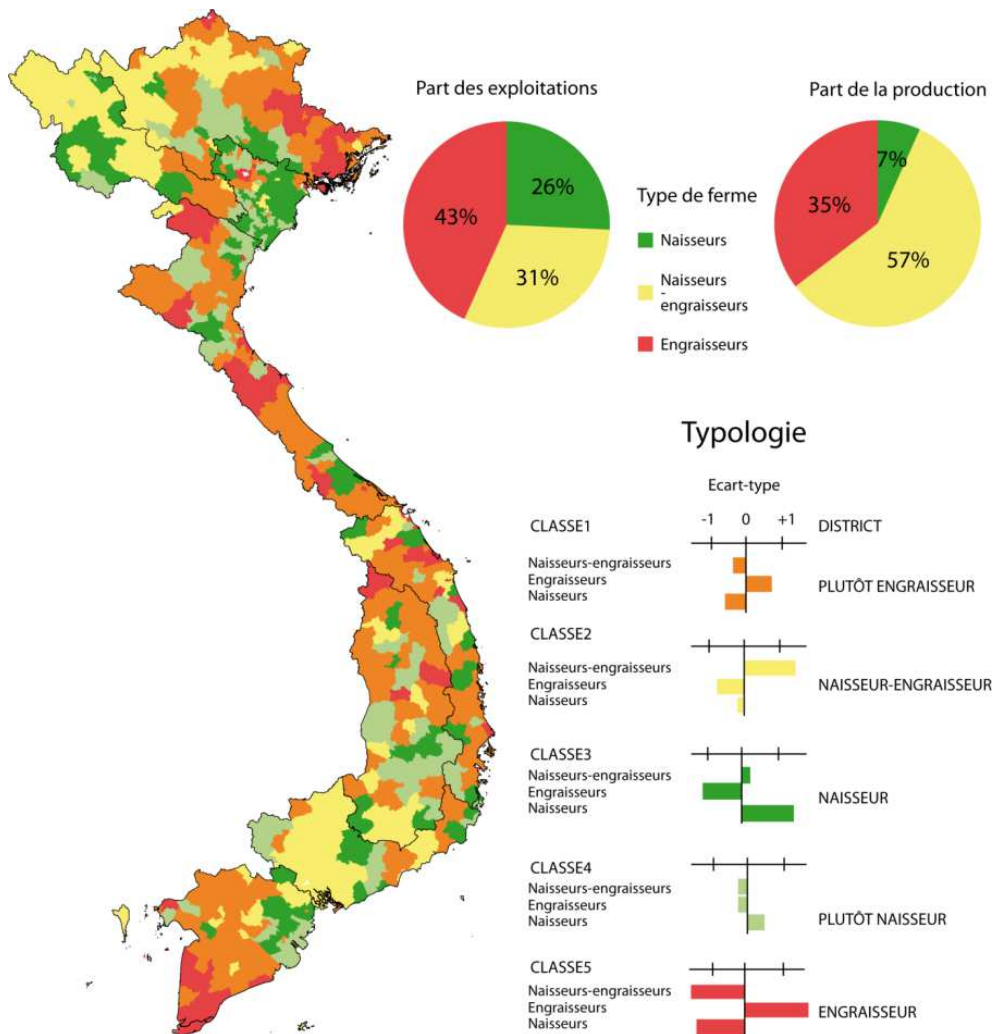 Part des exploitations
43%
26%
31%
Type de ferme
Naisseurs
Naisseurs
-
engraisseurs
Engraisseurs
Part de la production
7%
35%
57%
Typologie
Ecart-type
-1 0 +1
CLASSE1 DISTRICT
Naisseurs-engraisseurs
Engraisseurs
Naisseurs
PLUTÔT ENGRAISSEUR
CLASSE2
Naisseurs-engraisseurs
Engraisseurs
Naisseurs
NAISSEUR-ENGRAISSEUR
CLASSE3
Naisseurs-engraisseurs
Engraisseurs
Naisseurs
NAISSEUR
CLASSE4
Naisseurs-engraisseurs
Engraisseurs
Naisseurs
PLUTÔT NAISSEUR
CLASSE5
Naisseurs-engraisseurs
Engraisseurs
Naisseurs
ENGRAISSEUR